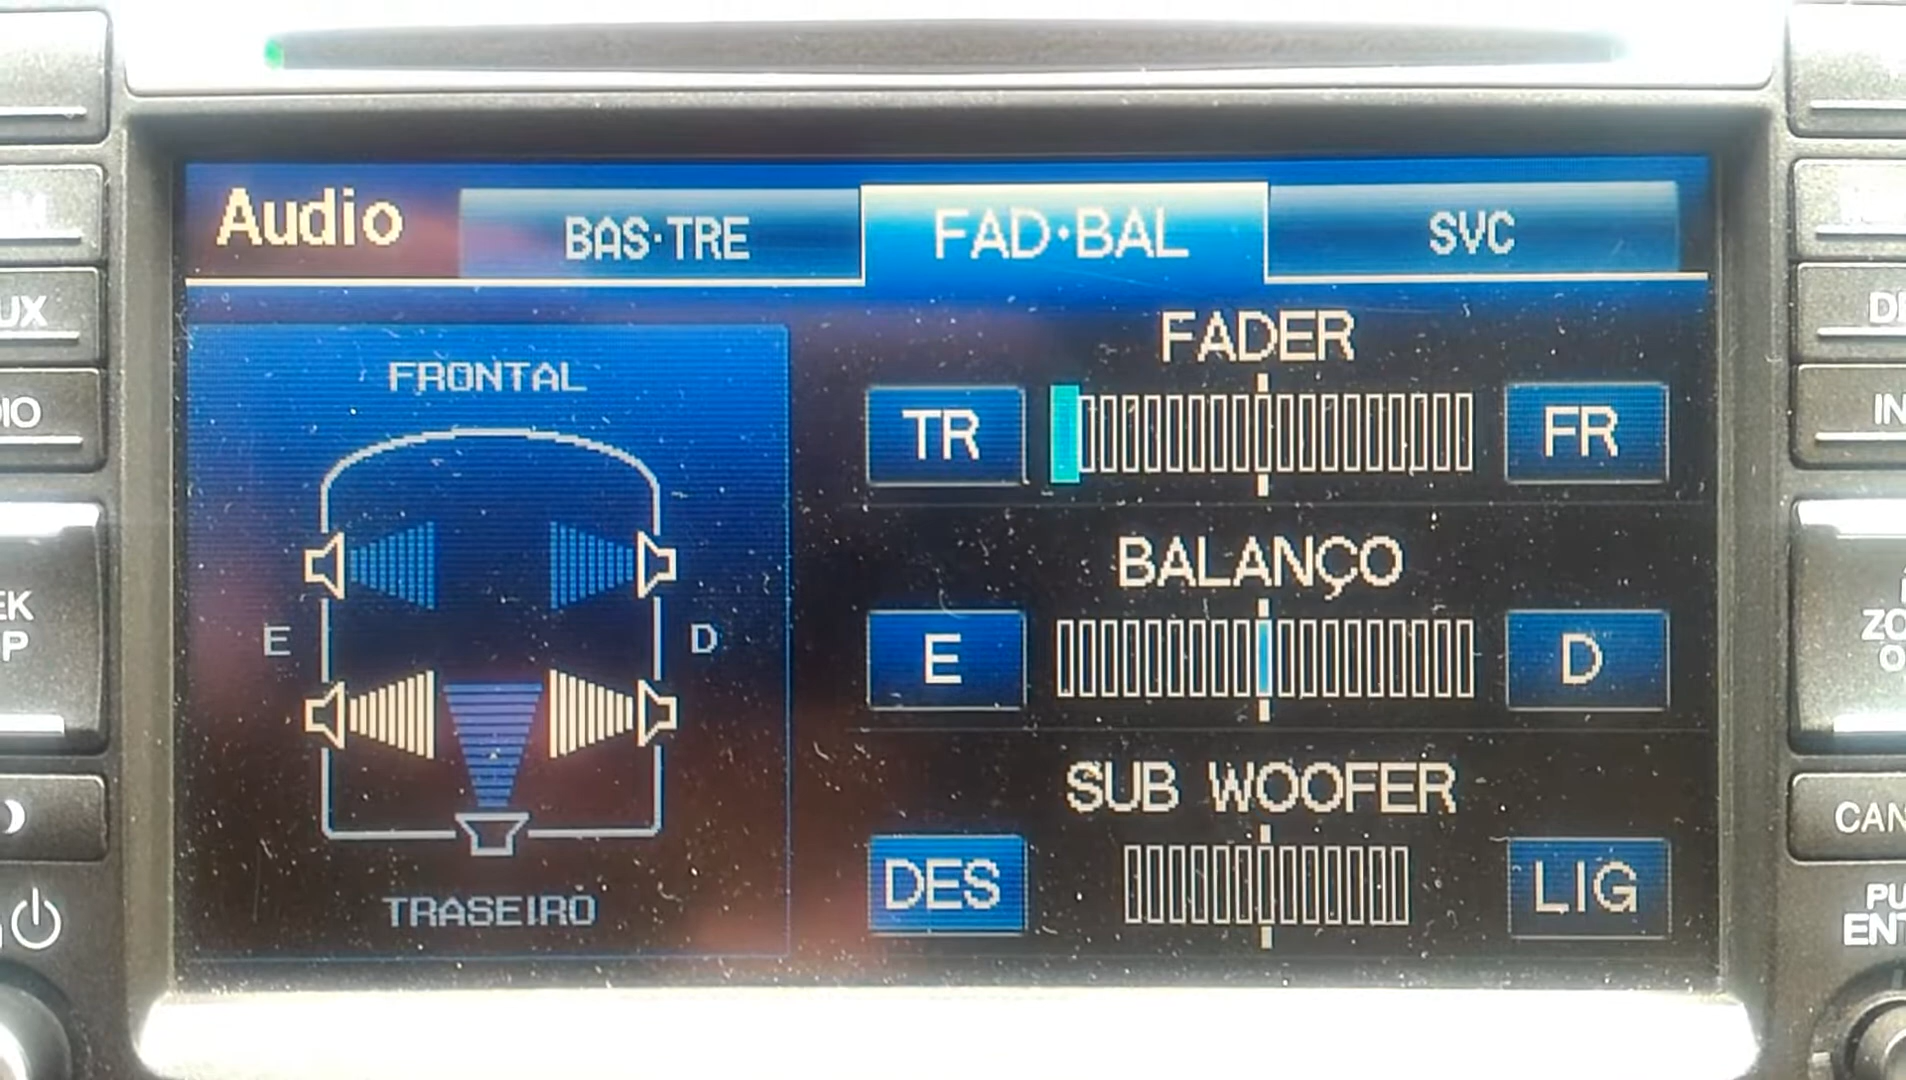 Audio
BAS·TRE
FAD·BAL
SVC
FRONTAL
E
D
TRASEIRO
FADER
TR
FR
BALANÇO
E
D
SUB WOOFER
DES
LIG